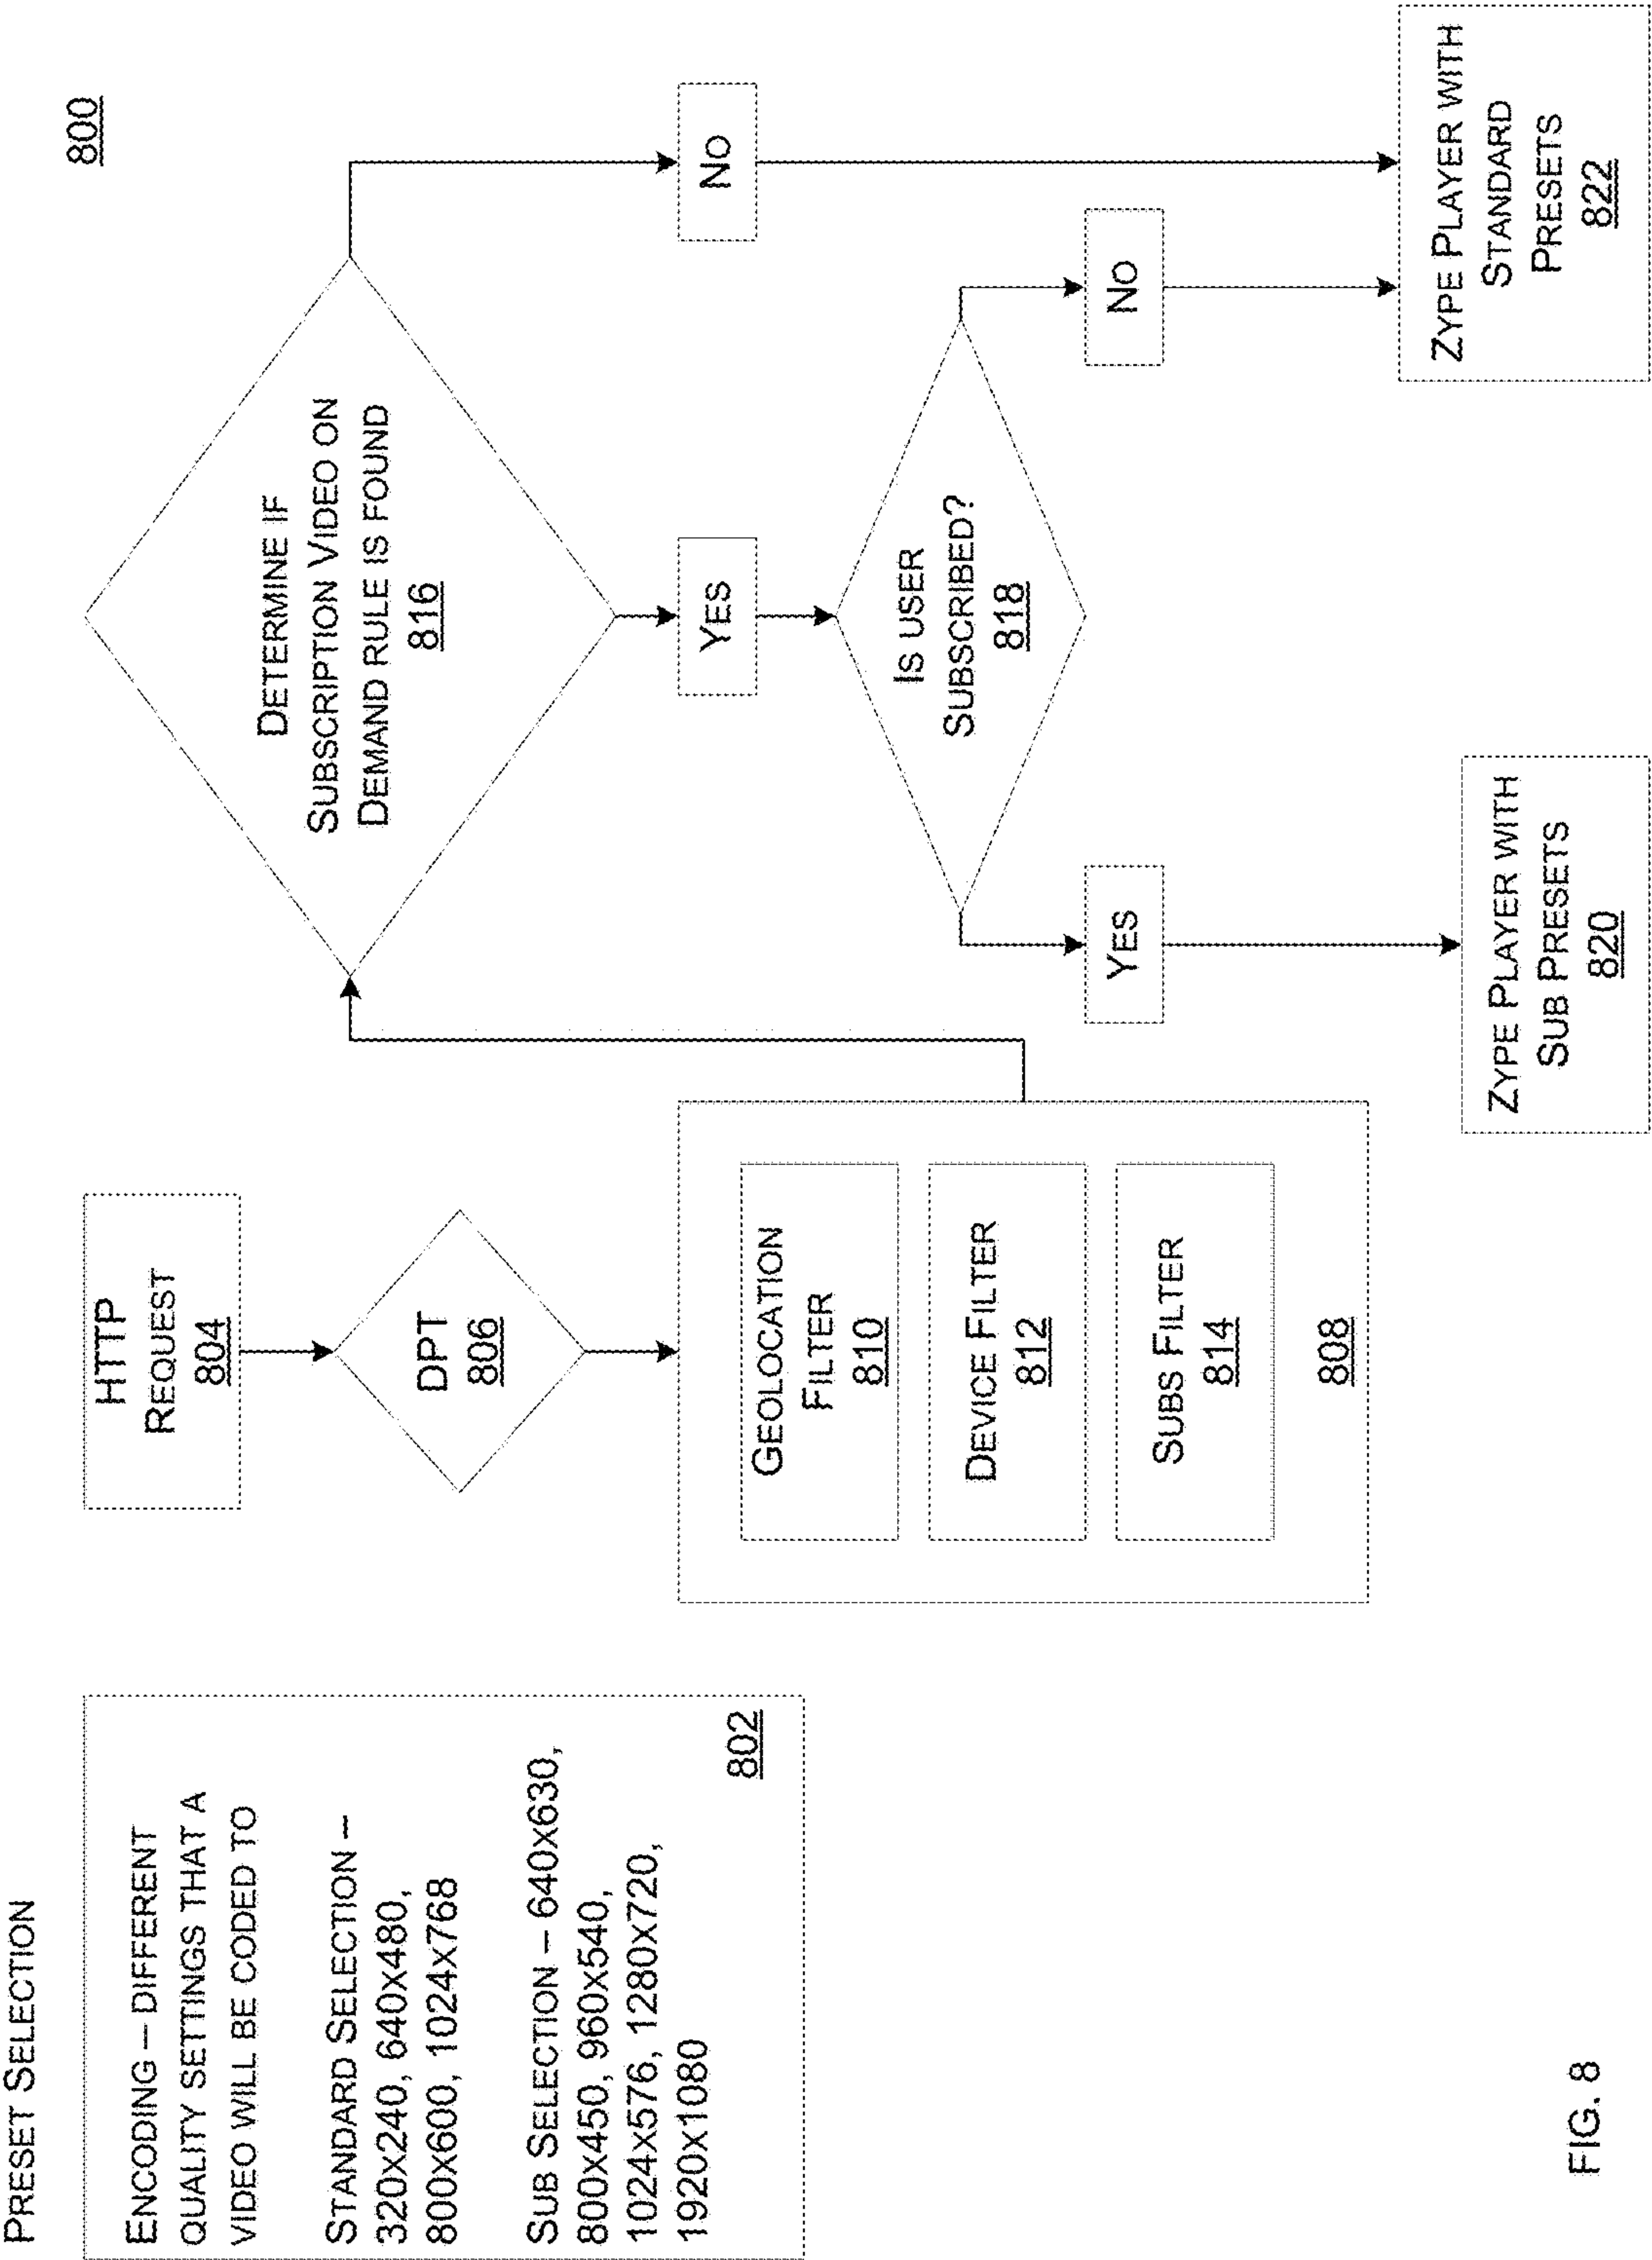 PRESET SELECTION
800
ENCODING – DIFFERENT
QUALITY SETTINGS THAT A
VIDEO WILL BE CODED TO
STANDARD SELECTION –
320X240, 640X480,
800X600, 1024X768
SUB SELECTION – 640X630,
800X450, 960X540,
1024X576, 1280X720,
1920X1080
802
HTTP
REQUEST
804
DPT
806
GEOLOCATION
FILTER
810
DEVICE FILTER
812
SUBS FILTER
814
808
DETERMINE IF
SUBSCRIPTION VIDEO ON
DEMAND RULE IS FOUND
816
YES
NO
IS USER
SUBSCRIBED?
818
YES
NO
ZYPE PLAYER WITH
SUB PRESETS
820
ZYPE PLAYER WITH
STANDARD
PRESETS
822
FIG. 8